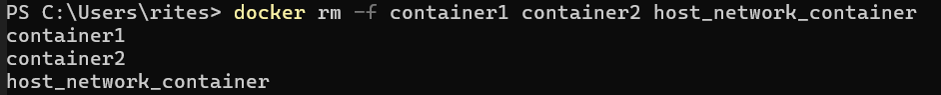 PS C:\Users\rites> docker rm -f container1 container2 host_network_container
container1
container2
host_network_container